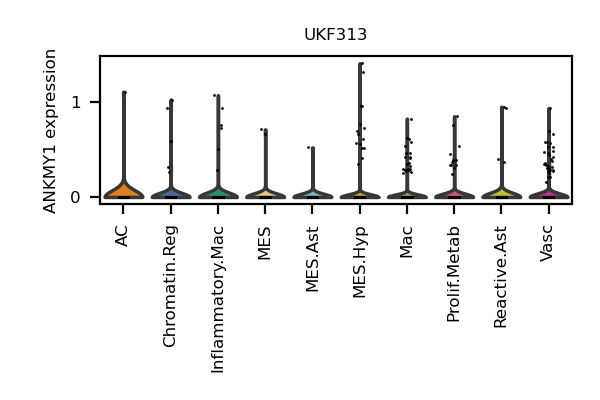 UKF313
ANKMY1 expression
1
0
AC
Chromatin.Reg
Inflammatory.Mac
MES
MES.Ast
MES.Hyp
Mac
Prolif.Metab
Reactive.Ast
Vasc